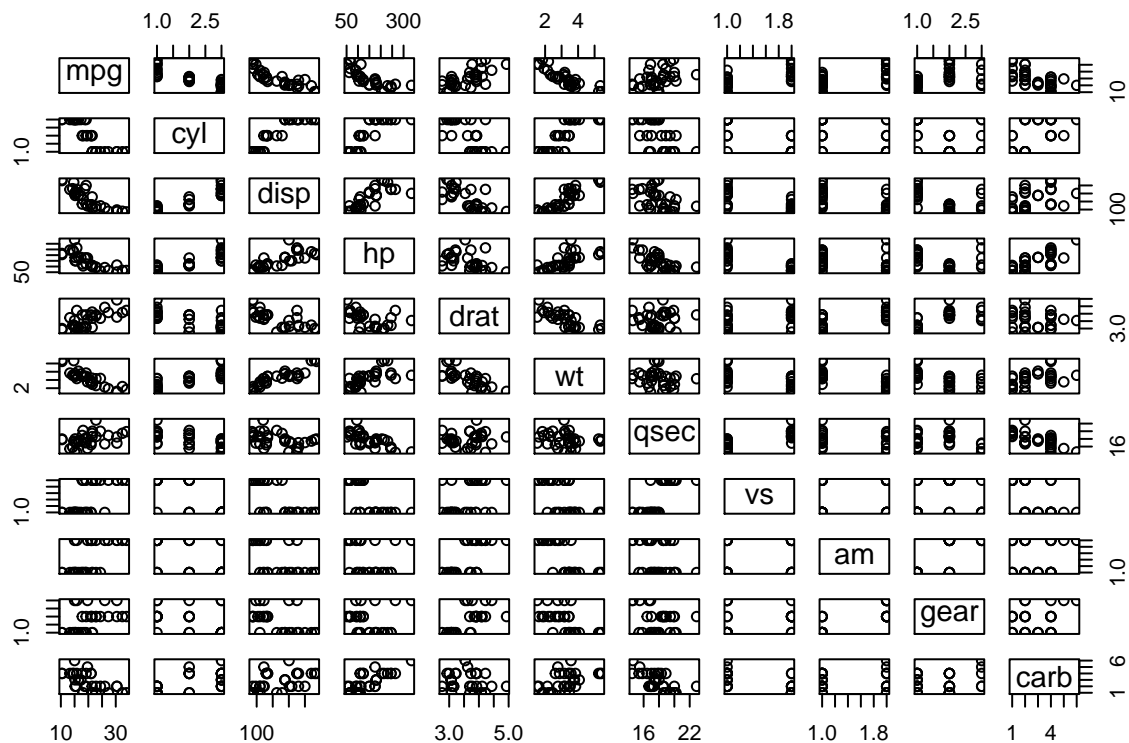 1.0 2.5 50 300 2 4 1.0 1.8 1.0 2.5
mpg 10
1.0 cyl
disp 100
50 hp
drat 3.0
2 wt
qsec 16
1.0 vs
am 1.0
1.0 gear
carb 1 6
10 30 100 3.0 5.0 16 22 1.0 1.8 1 4